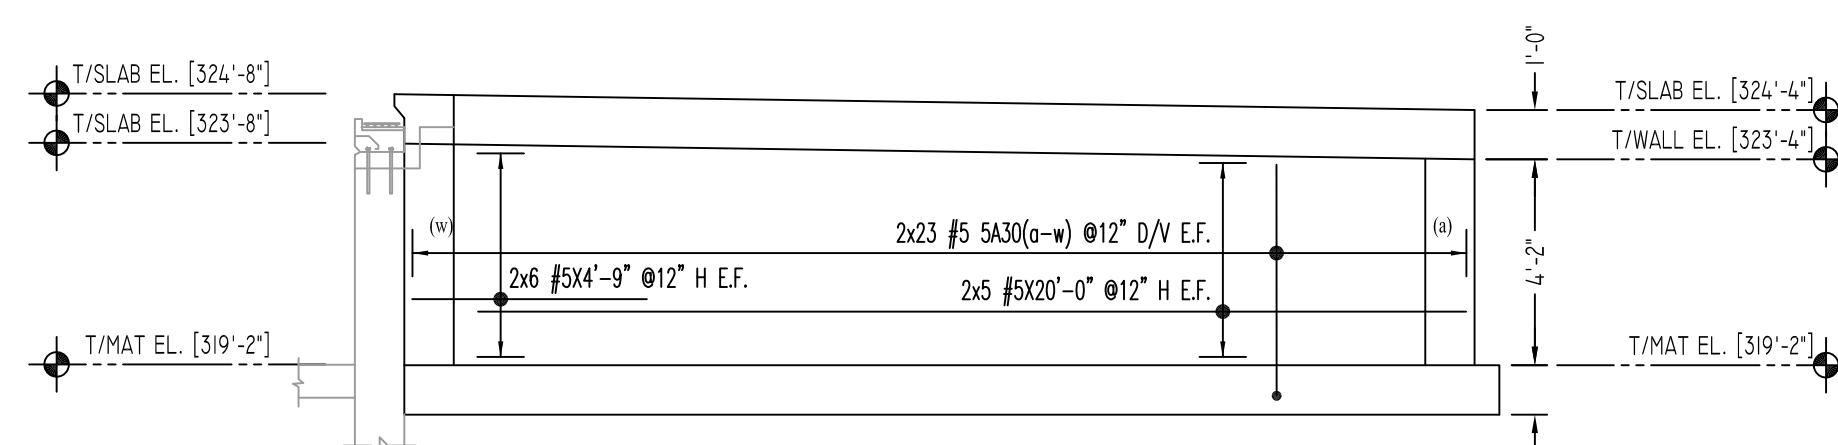 1'-0"
T/SLAB EL. [324'-8"]
T/SLAB EL. [324'-4"]
T/SLAB EL. [323'-8"]
T/WALL EL. [323'-4"]
(w)
(a)
2x23 #5 5A30(a-w) @12" D/V E.F.
4'-2"
2x6 #5X4'-9" @12" H E.F.
2x5 #5X20'-0" @12" H E.F.
T/MAT EL. [319'-2"]
T/MAT EL. [319'-2"]